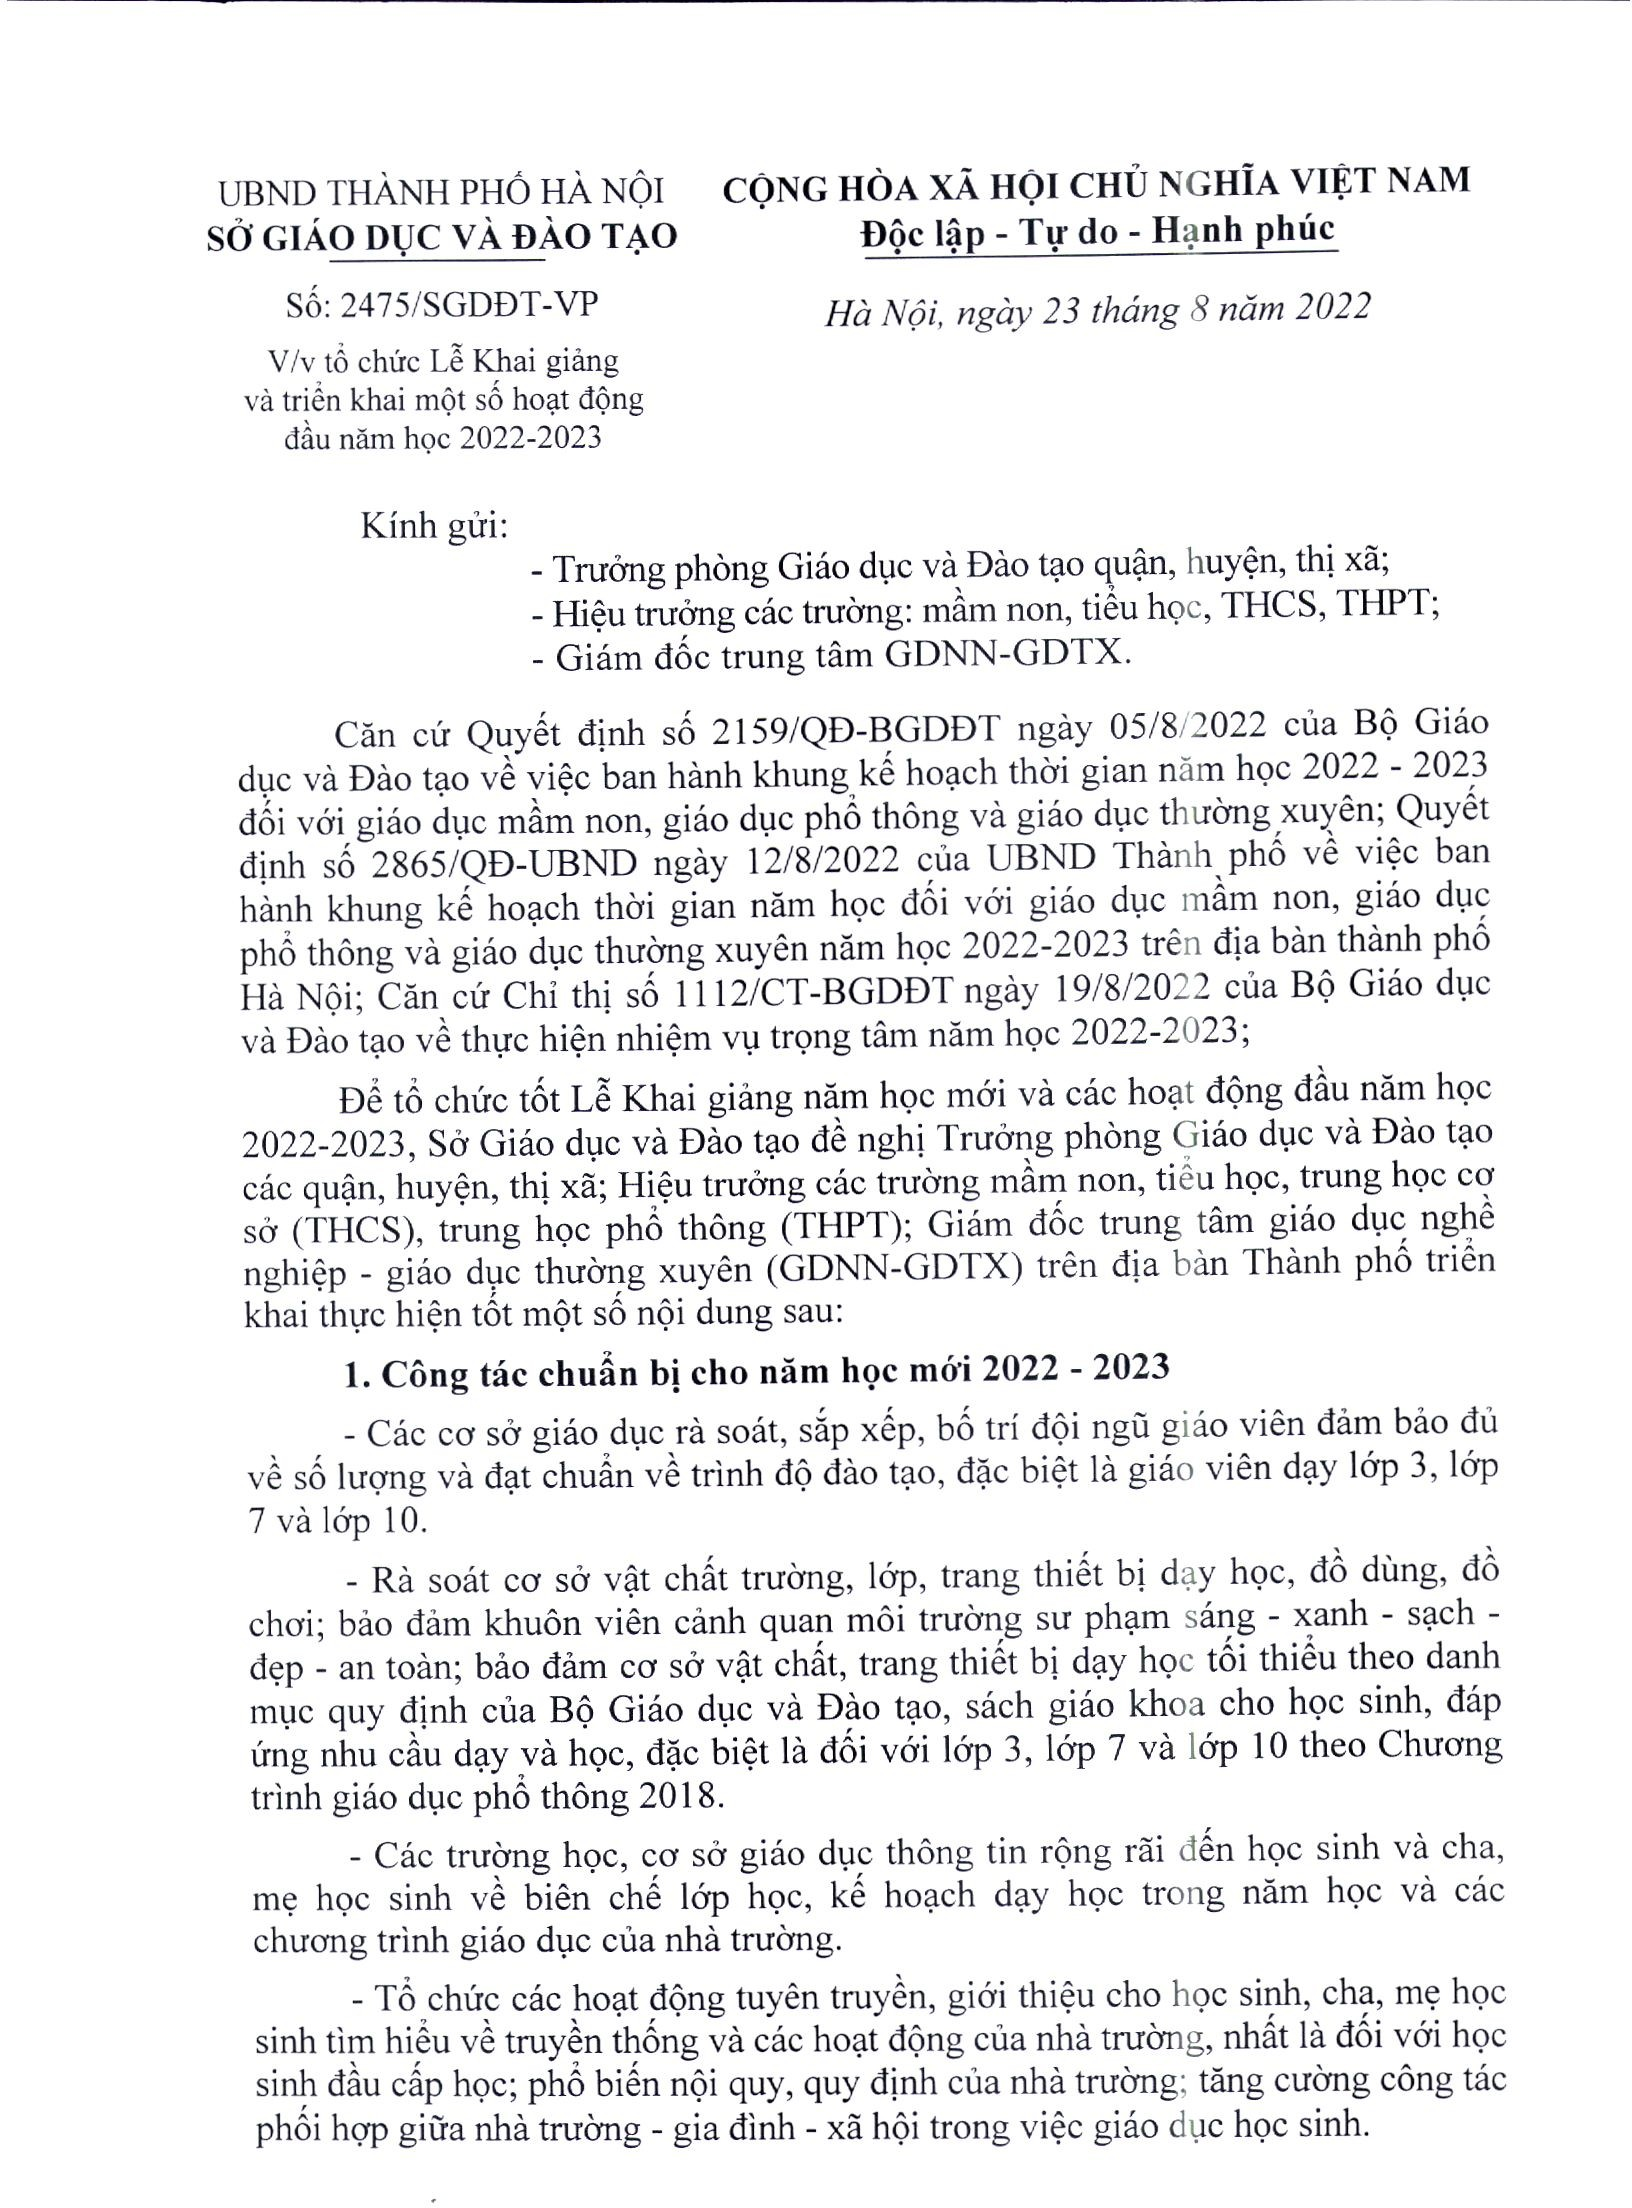 UBND THÀNH PHỐ HÀ NỘI
SỞ GIÁO DỤC VÀ ĐÀO TẠO
CỘNG HÒA XÃ HỘI CHỦ NGHĨA VIỆT NAM
Độc lập - Tự do - Hạnh phúc
Số: 2475/SGDĐT-VP
V/v tổ chức Lễ Khai giảng
và triển khai một số hoạt động
đầu năm học 2022-2023
Hà Nội, ngày 23 tháng 8 năm 2022
Kính gửi:
- Trưởng phòng Giáo dục và Đào tạo quận, huyện, thị xã;
- Hiệu trưởng các trường: mầm non, tiểu học, THCS, THPT;
- Giám đốc trung tâm GDNN-GDTX.
Căn cứ Quyết định số 2159/QĐ-BGDĐT ngày 05/8/2022 của Bộ Giáo
dục và Đào tạo về việc ban hành khung kế hoạch thời gian năm học 2022 - 2023
đối với giáo dục mầm non, giáo dục phổ thông và giáo dục thường xuyên; Quyết
định số 2865/QĐ-UBND ngày 12/8/2022 của UBND Thành phố về việc ban
hành khung kế hoạch thời gian năm học đối với giáo dục mầm non, giáo dục
phổ thông và giáo dục thường xuyên năm học 2022-2023 trên địa bàn thành phố
Hà Nội; Căn cứ Chỉ thị số 1112/CT-BGDĐT ngày 19/8/2022 của Bộ Giáo dục
và Đào tạo về thực hiện nhiệm vụ trọng tâm năm học 2022-2023;
Để tổ chức tốt Lễ Khai giảng năm học mới và các hoạt động đầu năm học
2022-2023, Sở Giáo dục và Đào tạo đề nghị Trưởng phòng Giáo dục và Đào tạo
các quận, huyện, thị xã; Hiệu trưởng các trường mầm non, tiểu học, trung học cơ
sở (THCS), trung học phổ thông (THPT); Giám đốc trung tâm giáo dục nghề
nghiệp - giáo dục thường xuyên (GDNN-GDTX) trên địa bàn Thành phố triển
khai thực hiện tốt một số nội dung sau:
1. Công tác chuẩn bị cho năm học mới 2022 - 2023
- Các cơ sở giáo dục rà soát, sắp xếp, bố trí đội ngũ giáo viên đảm bảo đủ
về số lượng và đạt chuẩn về trình độ đào tạo, đặc biệt là giáo viên dạy lớp 3, lớp
7 và lớp 10.
- Rà soát cơ sở vật chất trường, lớp, trang thiết bị dạy học, đồ dùng, đồ
chơi; bảo đảm khuôn viên cảnh quan môi trường sư phạm sáng - xanh - sạch -
đẹp - an toàn; bảo đảm cơ sở vật chất, trang thiết bị dạy học tối thiểu theo danh
mục quy định của Bộ Giáo dục và Đào tạo, sách giáo khoa cho học sinh, đáp
ứng nhu cầu dạy và học, đặc biệt là đối với lớp 3, lớp 7 và lớp 10 theo Chương
trình giáo dục phổ thông 2018.
- Các trường học, cơ sở giáo dục thông tin rộng rãi đến học sinh và cha,
mẹ học sinh về biên chế lớp học, kế hoạch dạy học trong năm học và các
chương trình giáo dục của nhà trường.
- Tổ chức các hoạt động tuyên truyền, giới thiệu cho học sinh, cha, mẹ học
sinh tìm hiểu về truyền thống và các hoạt động của nhà trường, nhất là đối với học
sinh đầu cấp học; phổ biến nội quy, quy định của nhà trường; tăng cường công tác
phối hợp giữa nhà trường - gia đình - xã hội trong việc giáo dục học sinh.